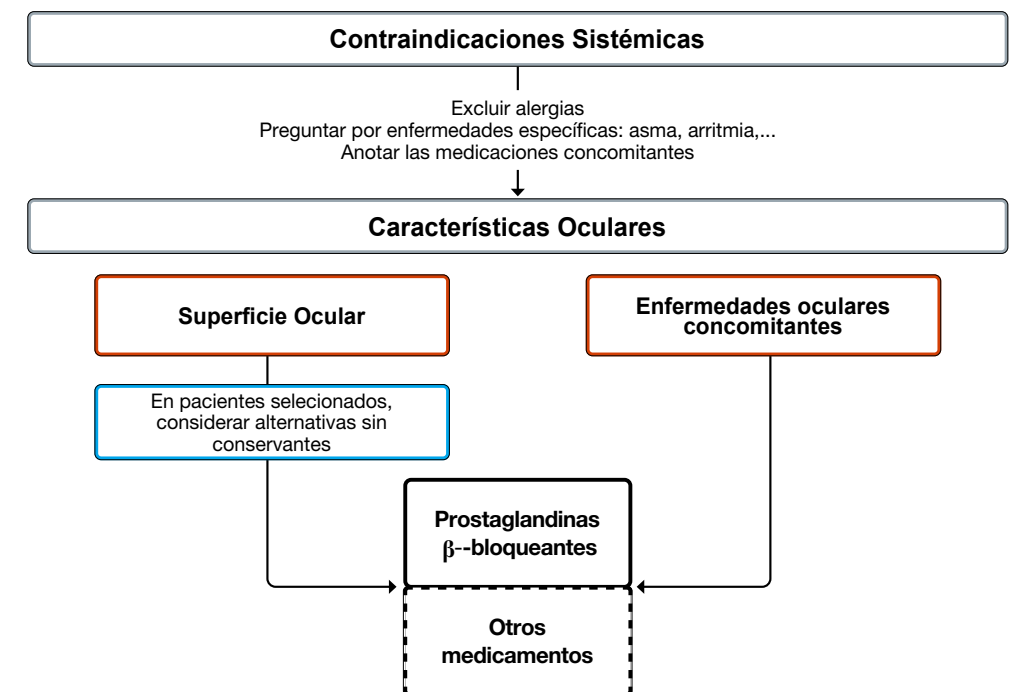 Contraindicaciones Sistémicas
Excluir alergias
Preguntar por enfermedades específicas: asma, arritmia,...
Anotar las medicaciones concomitantes
Características Oculares
Superficie Ocular
Enfermedades oculares
concomitantes
En pacientes selecionados,
considerar alternativas sin
conservantes
Prostaglandinas
β--bloqueantes
Otros
medicamentos